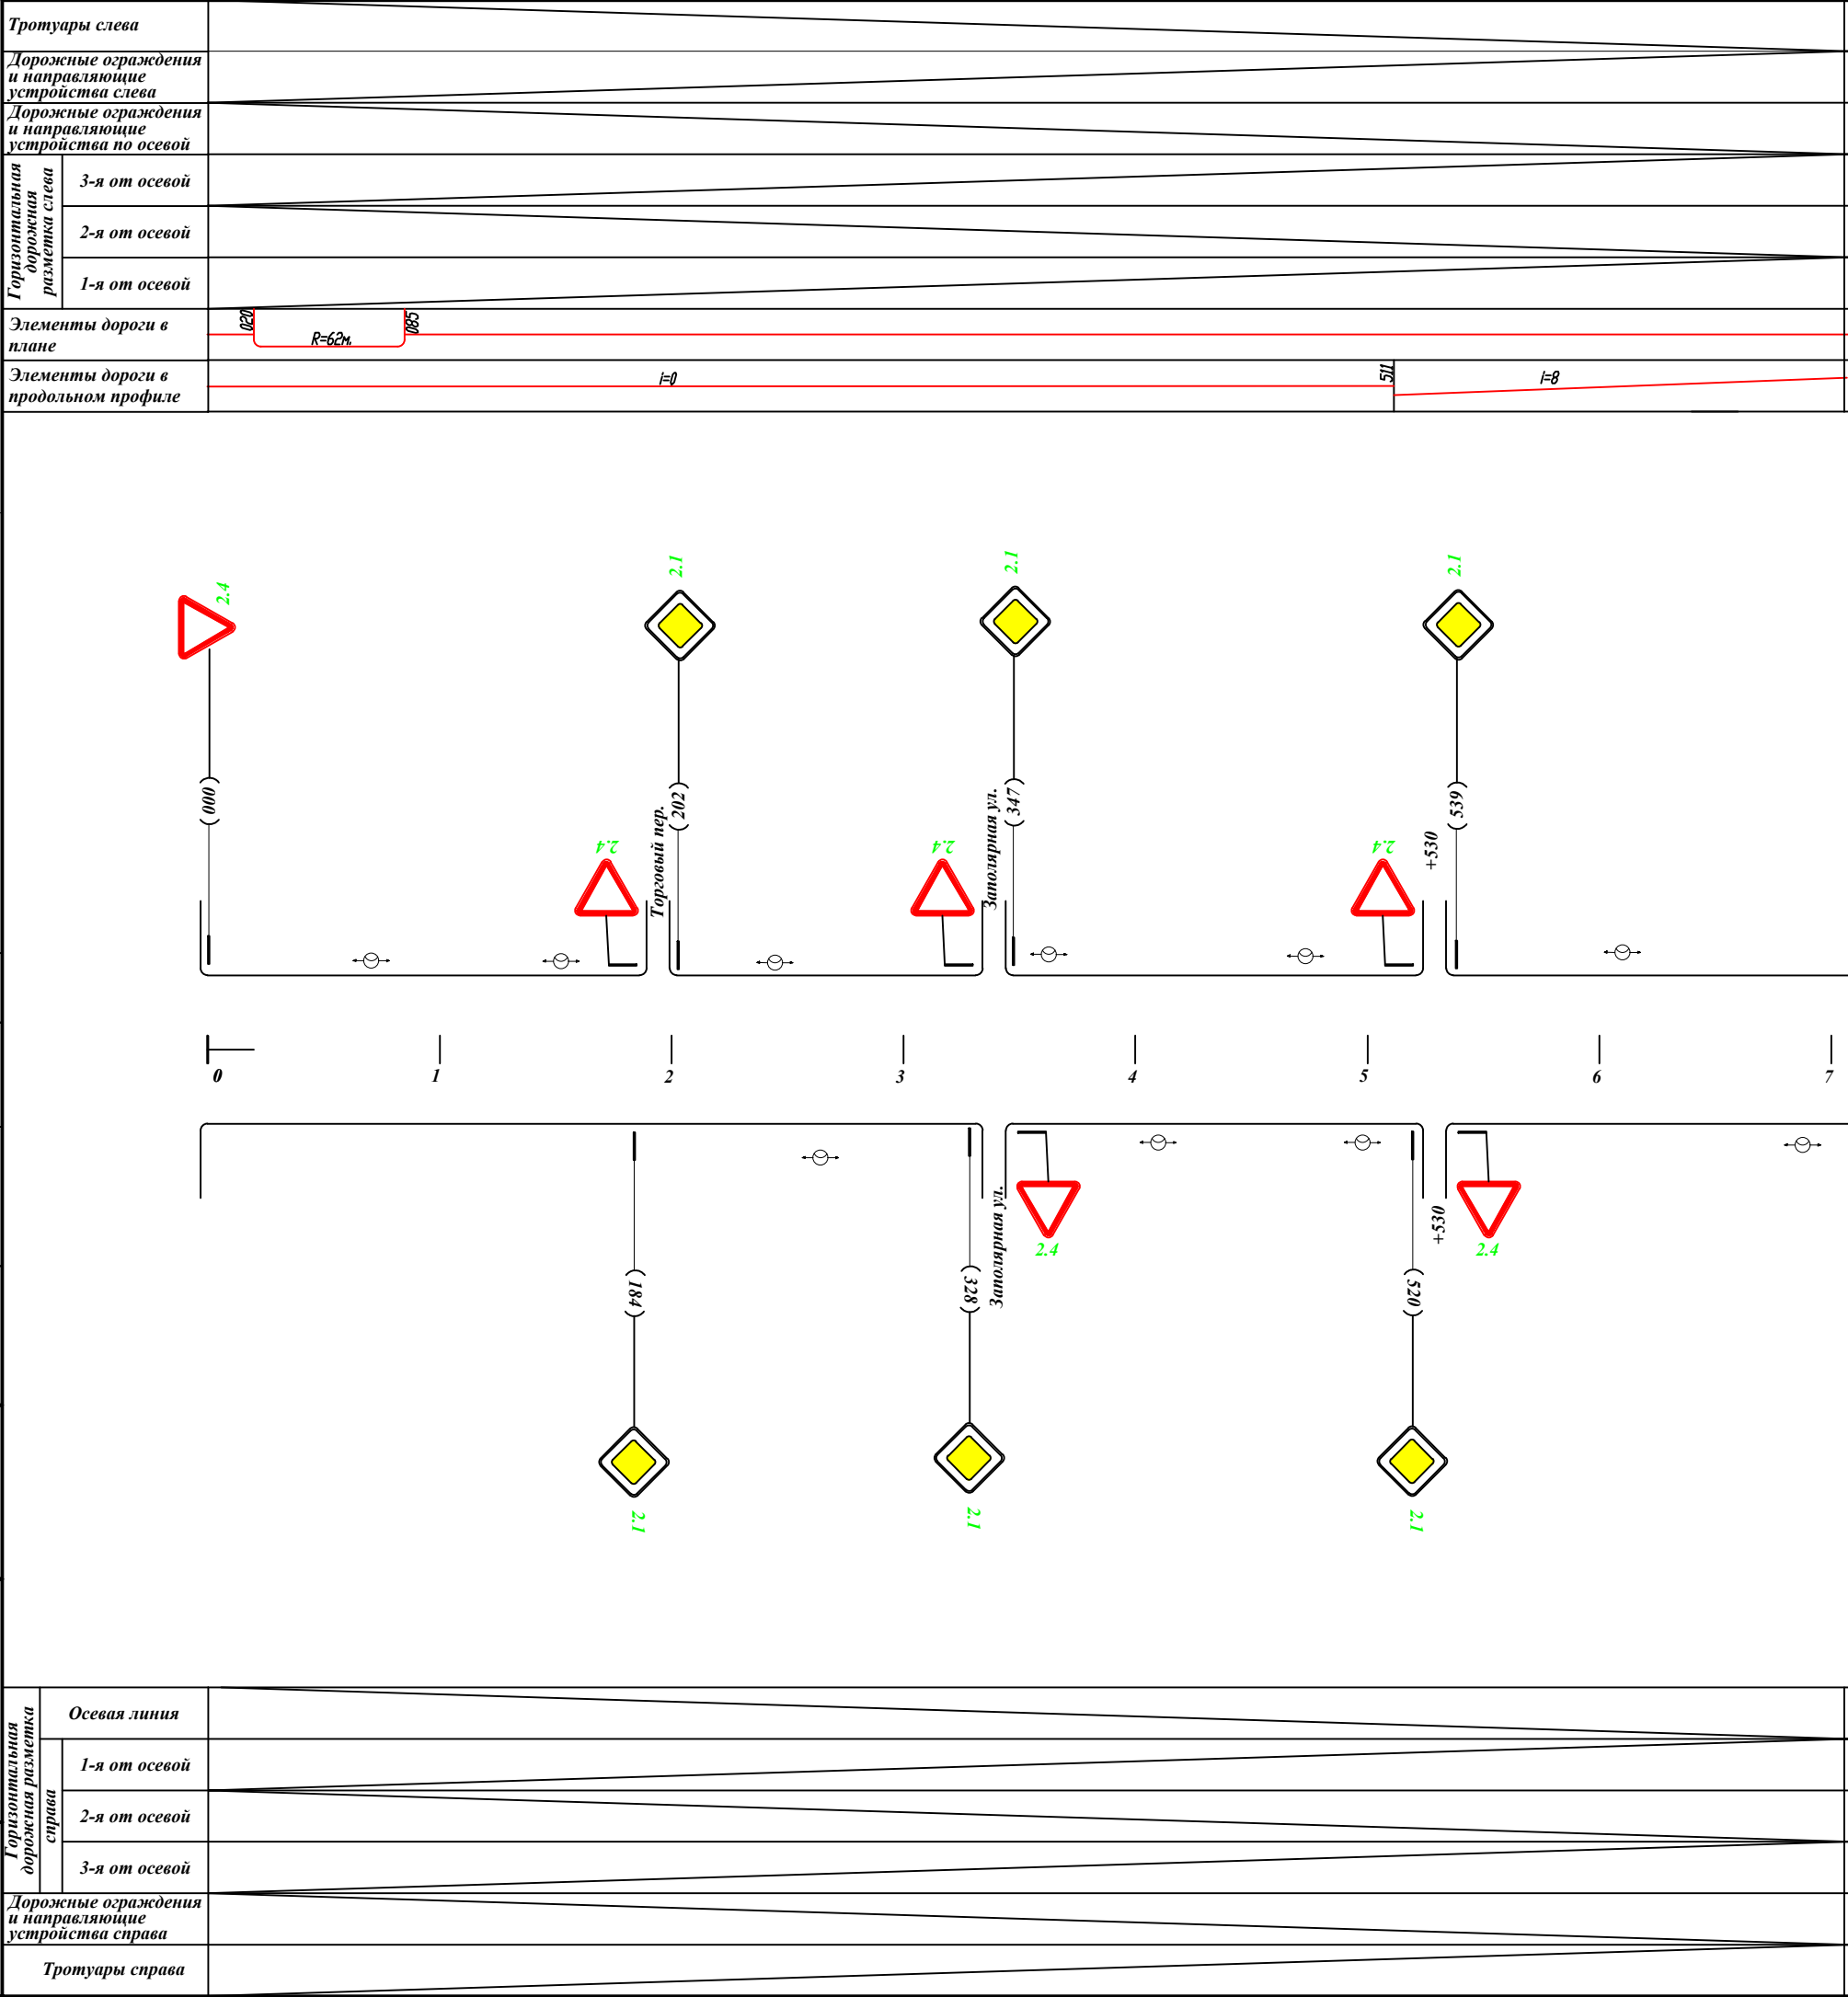 Тротуары слева
Дорожные ограждения
и направляющие
устройства слева
Дорожные ограждения
и направляющие
устройства по осевой
Горизонтальная
дорожная
разметка слева
3-я от осевой
2-я от осевой
1-я от осевой
Элементы дороги в
плане
020
R=62м.
085
Элементы дороги в
продольном профиле
i=0
511
i=8
2.4
2.1
2.1
2.1
(000)
(202)
(347)
(539)
2.4
Торговый пер.
2.4
Заполярная ул.
2.4
+530
0
1
2
3
4
5
6
7
Заполярная ул.
2.4
+530
2.4
(184)
(328)
(520)
2.1
2.1
2.1
Горизонтальная
дорожная разметка
справа
Осевая линия
1-я от осевой
2-я от осевой
3-я от осевой
Дорожные ограждения
и направляющие
устройства справа
Тротуары справа